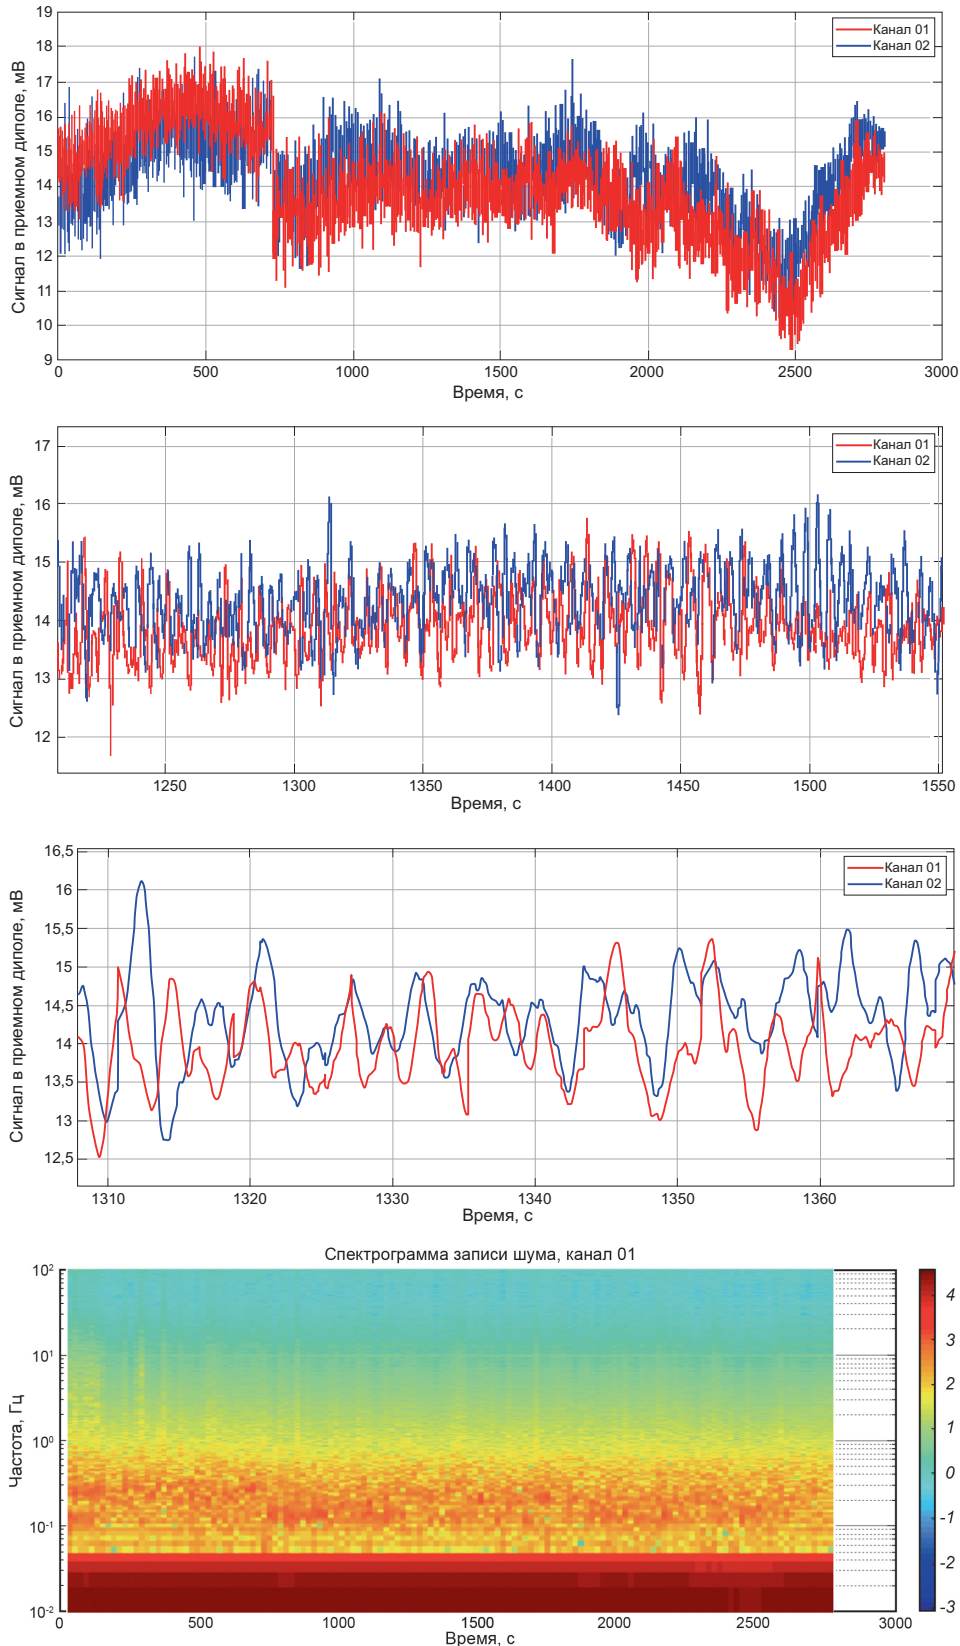 19
18
17
16
15
14
13
12
11
10
9
Сигнал в приемном диполе, мВ
Канал 01
Канал 02
0 500 1000 1500 2000 2500 3000
Время, с
17
16
15
14
13
12
Сигнал в приемном диполе, мВ
Канал 01
Канал 02
1250 1300 1350 1400 1450 1500 1550
Время, с
16,5
16
15,5
15
14,5
14
13,5
13
12,5
Сигнал в приемном диполе, мВ
Канал 01
Канал 02
1310 1320 1330 1340 1350 1360
Время, с
Спектрограмма записи шума, канал 01
10²
10¹
10⁰
10⁻¹
10⁻²
Частота, Гц
4
3
2
1
0
-1
-2
-3
0 500 1000 1500 2000 2500 3000
Время, с